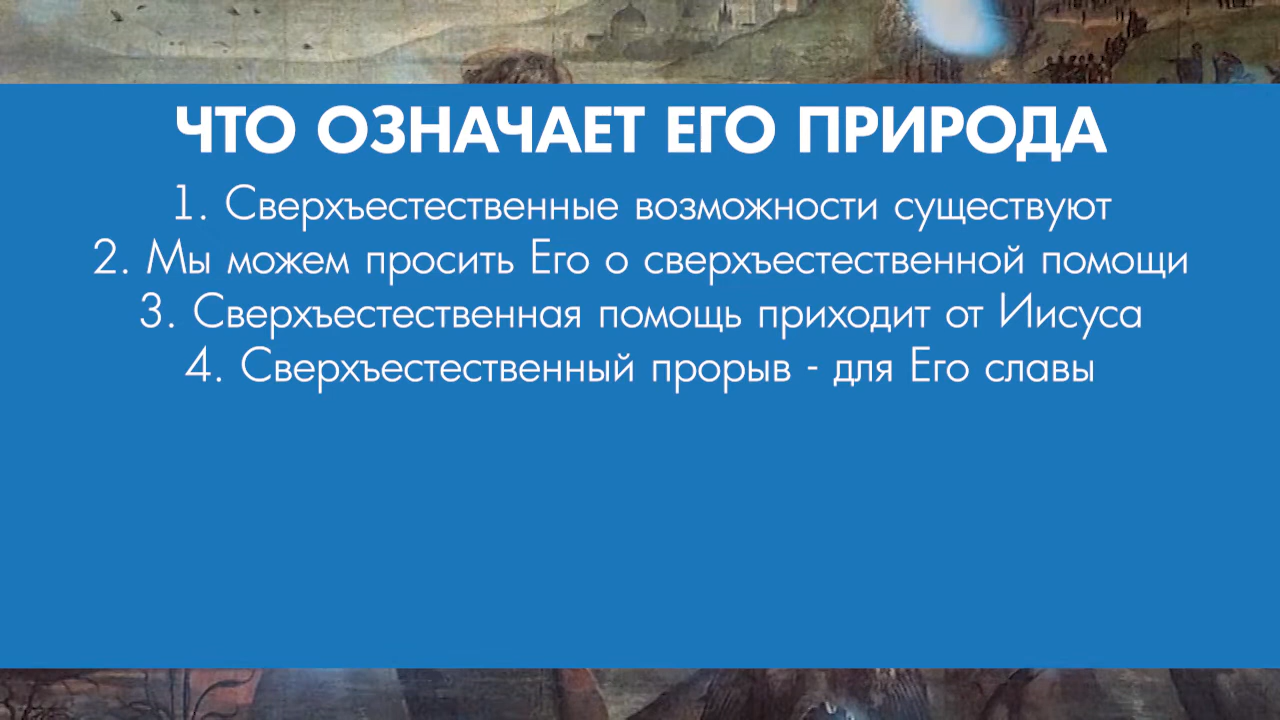 ЧТО ОЗНАЧАЕТ ЕГО ПРИРОДА
1. Сверхъестественные возможности существуют
2. Мы можем просить Его о сверхъестественной помощи
3. Сверхъестественная помощь приходит от Иисуса
4. Сверхъестественный прорыв - для Его славы